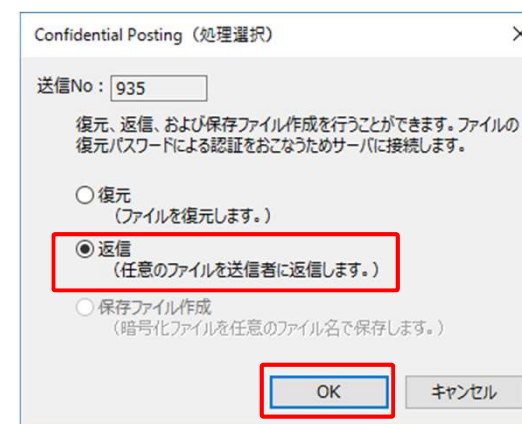 Confidential Posting（処理選択）
送信No： 935
復元、返信、および保存ファイル作成を行うことができます。ファイルの
復元パスワードによる認証をおこなうためサーバに接続します。
復元
（ファイルを復元します。）
返信
（任意のファイルを送信者に返信します。）
保存ファイル作成
（暗号化ファイルを任意のファイル名で保存します。）
OK キャンセル